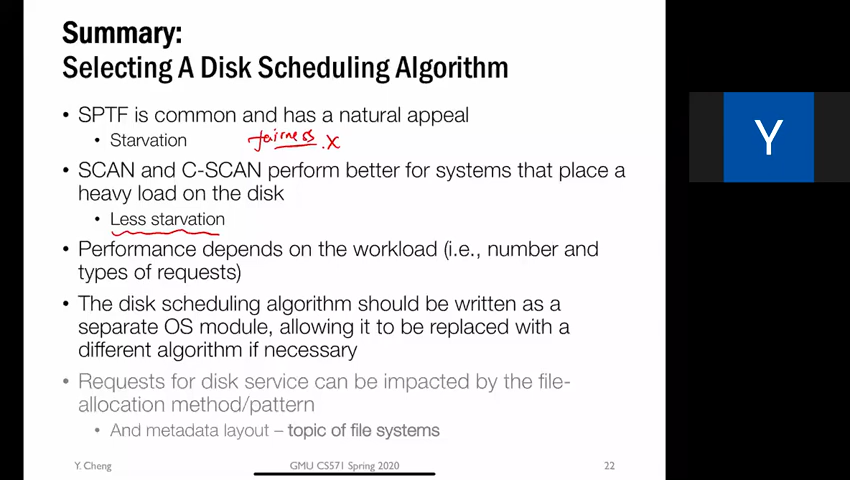 Summary:
Selecting A Disk Scheduling Algorithm
• SPTF is common and has a natural appeal
• Starvation fairness X
• SCAN and C-SCAN perform better for systems that place a
heavy load on the disk
• Less starvation
• Performance depends on the workload (i.e., number and
types of requests)
• The disk scheduling algorithm should be written as a
separate OS module, allowing it to be replaced with a
different algorithm if necessary
• Requests for disk service can be impacted by the file-
allocation method/pattern
• And metadata layout – topic of file systems
Y. Cheng GMU CS571 Spring 2020 22
Y